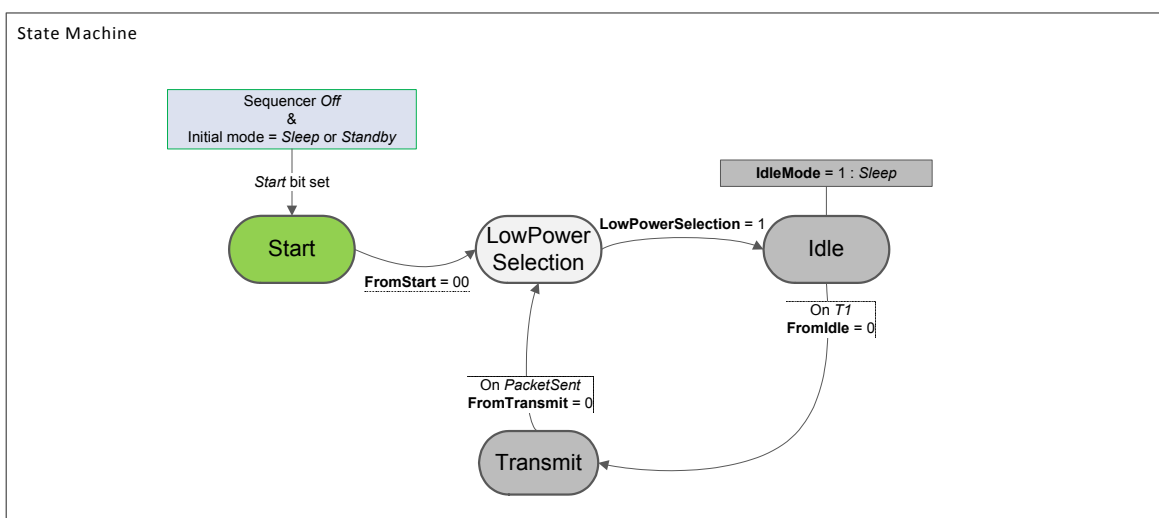 State Machine
Sequencer Off
&
Initial mode = Sleep or Standby
Start bit set
IdleMode = 1 : Sleep
Start
FromStart = 00
LowPower
Selection
LowPowerSelection = 1
Idle
On T1
FromIdle = 0
On PacketSent
FromTransmit = 0
Transmit